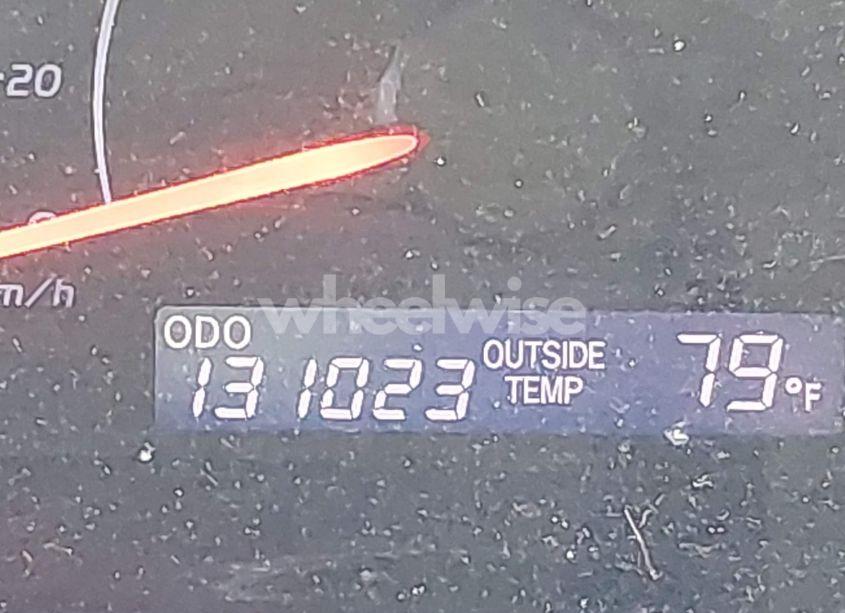 20
m/h
wheelwise
ODO
131023
OUTSIDE
TEMP
79°F